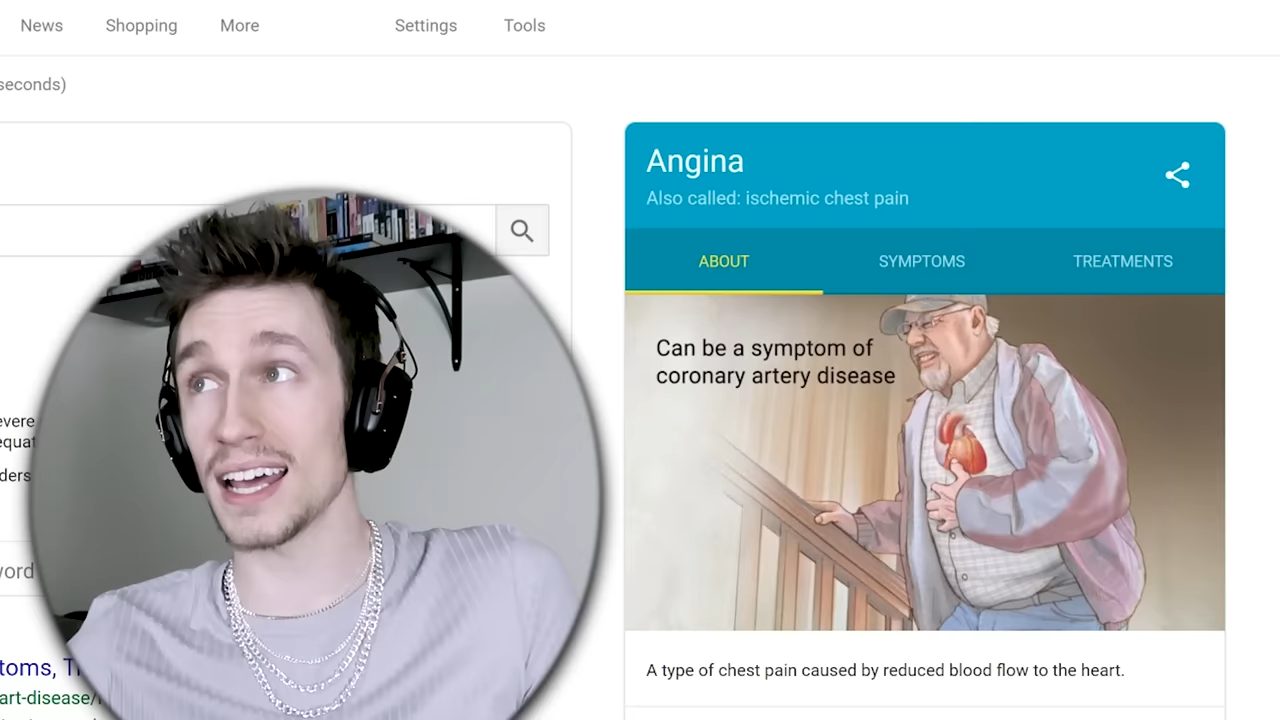 News Shopping More Settings Tools
seconds)
Angina
Also called: ischemic chest pain
ABOUT SYMPTOMS TREATMENTS
Can be a symptom of
coronary artery disease
evere
equat
ders
word
toms, T
art-disease/
A type of chest pain caused by reduced blood flow to the heart.